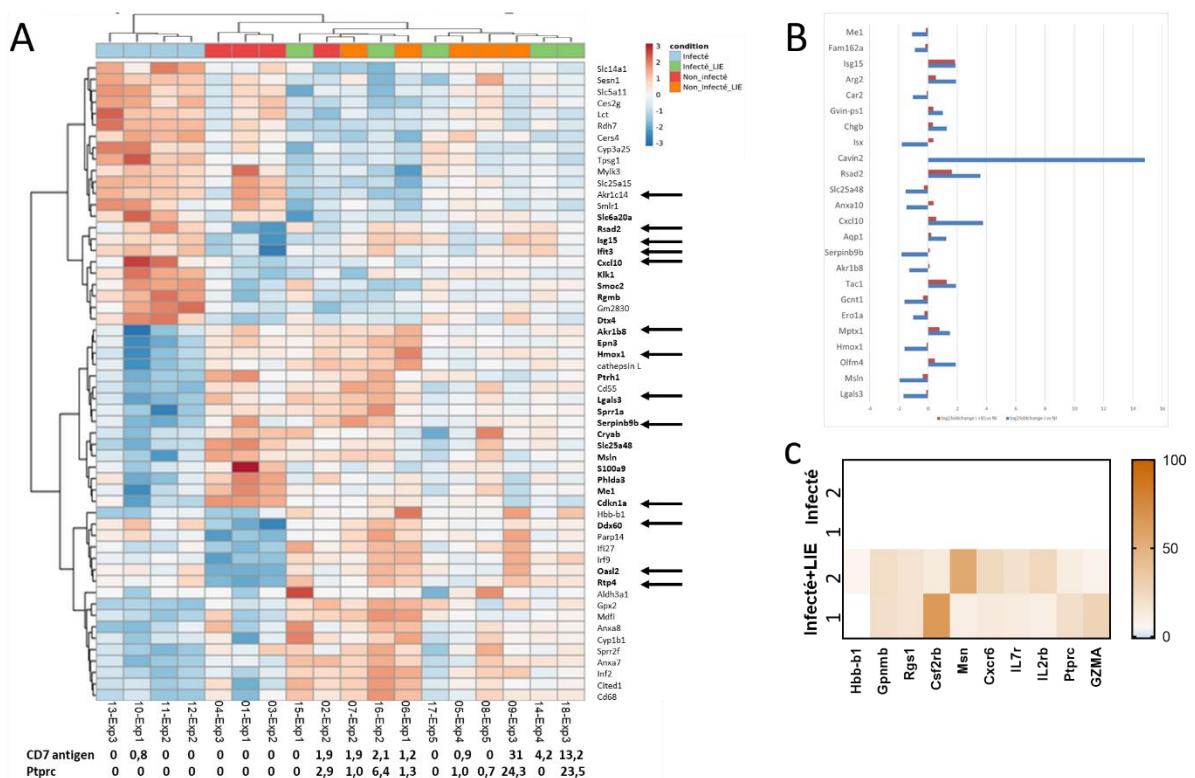 A
3
2
1
0
-1
-2
-3
condition
Infecté
Infecté_LIE
Non_infecté
Non_Infecté_LIE
Slc14a1
Sesn1
Slc5a11
Ces2g
Lct
Rdh7
Cers4
Cyp3a25
Tpsg1
Mylk3
Slc25a15
Akr1c14
Smlr1
Slc6a20a
Rsad2
Isg15
Ifit3
Cxcl10
Klk1
Smoc2
Rgmb
Gm2830
Dtx4
Akr1b8
Epn3
Hmox1
cathepsin L
Ptrh1
Cd55
Lgals3
Sprr1a
Serpinb9b
Cryab
Slc25a48
Msln
S100a9
Phlda3
Me1
Cdkn1a
Hbb-b1
Ddx60
Parp14
Ifi27
Irf9
Oasl2
Rtp4
Aldh3a1
Gpx2
Mdfi
Anxa8
Cyp1b1
Sprr2f
Anxa7
Inf2
Cited1
Cd68
13-Exp3
10-Exp1
11-Exp2
12-Exp2
04-Exp3
01-Exp1
03-Exp2
15-Exp1
02-Exp2
07-Exp2
16-Exp2
06-Exp1
17-Exp5
05-Exp4
08-Exp5
09-Exp3
14-Exp4
18-Exp3
CD7 antigen 0 0,8 0 0 0 0 0 0 1,9 1,9 2,1 1,2 0 0,9 0 31 4,2 13,2
Ptprc 0 0 0 0 0 0 0 0 2,9 1,0 6,4 1,3 0 1,0 0,7 24,3 0 23,5
B
Me1
Fam162a
Isg15
Arg2
Car2
Gvin-ps1
Chgb
Isx
Cavin2
Rsad2
Slc25a48
Anxa10
Cxcl10
Aqp1
Serpinb9b
Akr1b8
Tac1
Gcnt1
Ero1a
Mptx1
Hmox1
Olfm4
Msln
Lgals3
-4 -2 0 2 4 6 8 10 12 14 16
C
Infecté
2
1
Infecté+LIE
2
1
Hbb-b1
Gpnmb
Rgs1
Csf2rb
Msn
Cxcr6
IL7r
IL2rb
Ptprc
GZMA
100
50
0